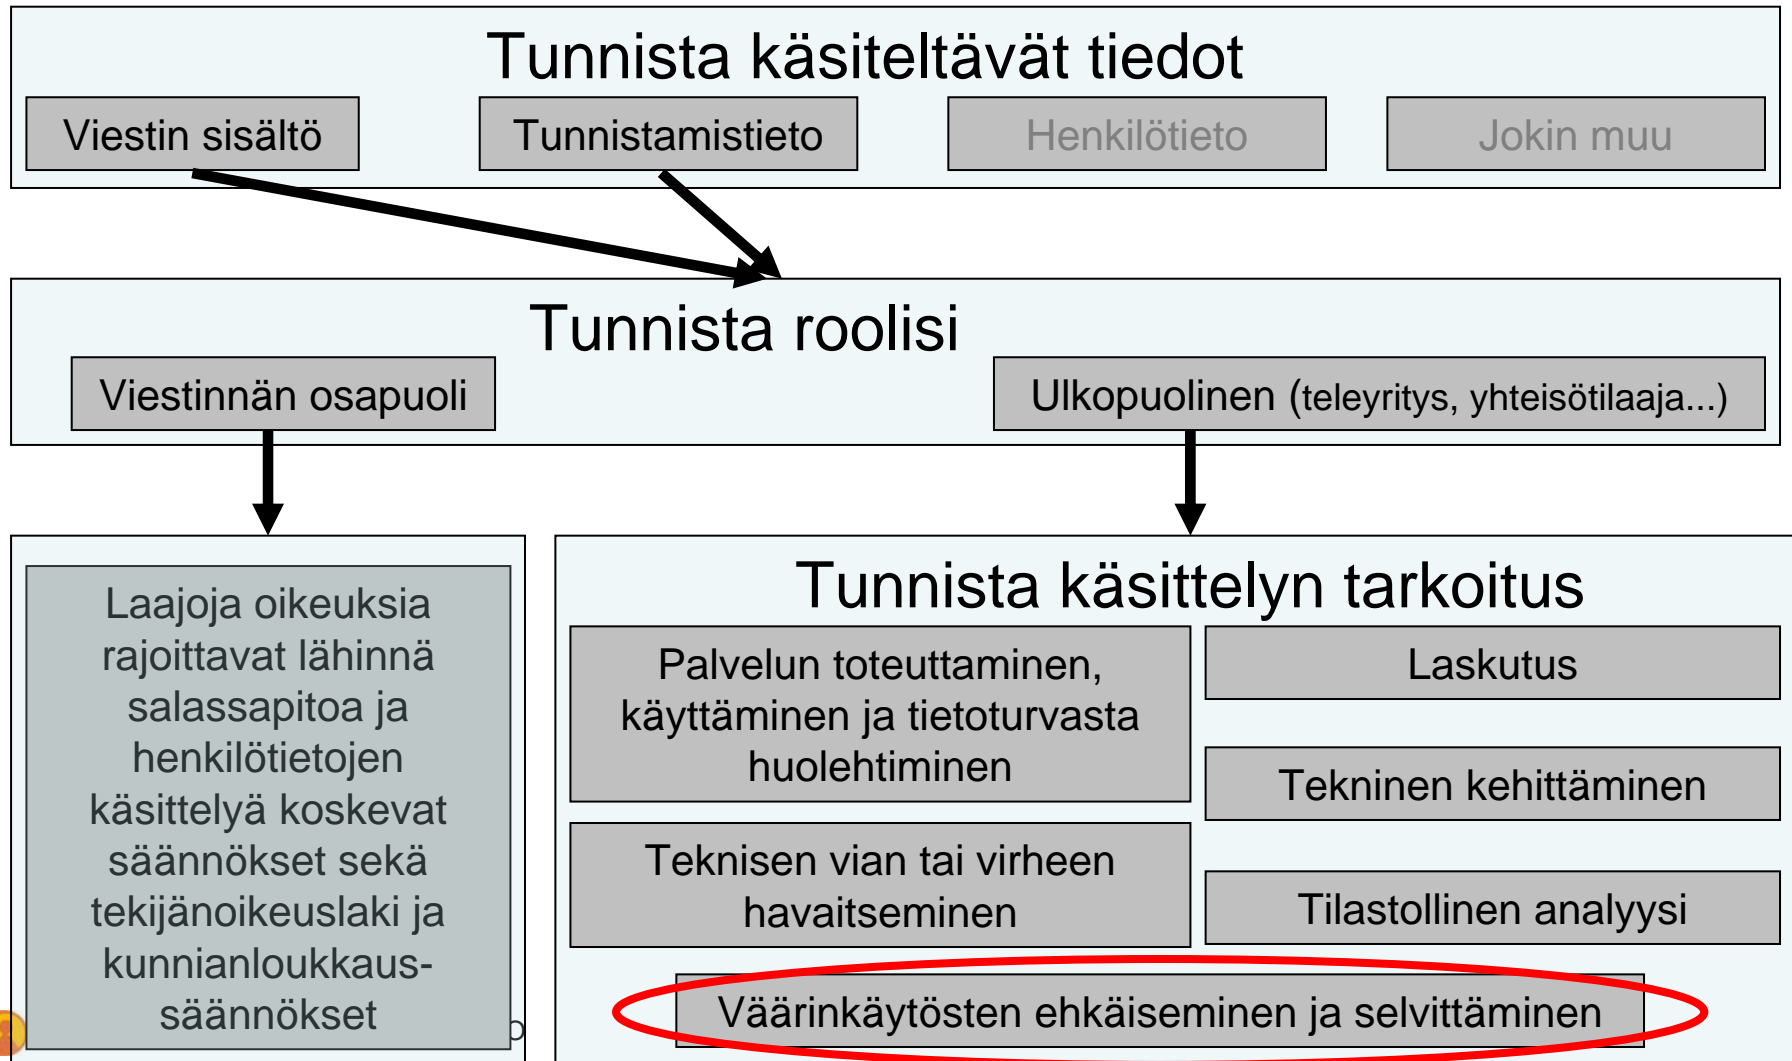 Tunnista käsiteltävät tiedot
Viestin sisältö
Tunnistamistieto
Henkilötieto
Jokin muu
Tunnista roolisi
Viestinnän osapuoli
Ulkopuolinen (teleyritys, yhteisötilaaja...)
Laajoja oikeuksia
rajoittavat lähinnä
salassapitoa ja
henkilötietojen
käsittelyä koskevat
säännökset sekä
tekijänoikeuslaki ja
kunnianloukkaus-
säännökset
Tunnista käsittelyn tarkoitus
Palvelun toteuttaminen,
käyttäminen ja tietoturvasta
huolehtiminen
Laskutus
Tekninen kehittäminen
Teknisen vian tai virheen
havaitseminen
Tilastollinen analyysi
Väärinkäytösten ehkäiseminen ja selvittäminen